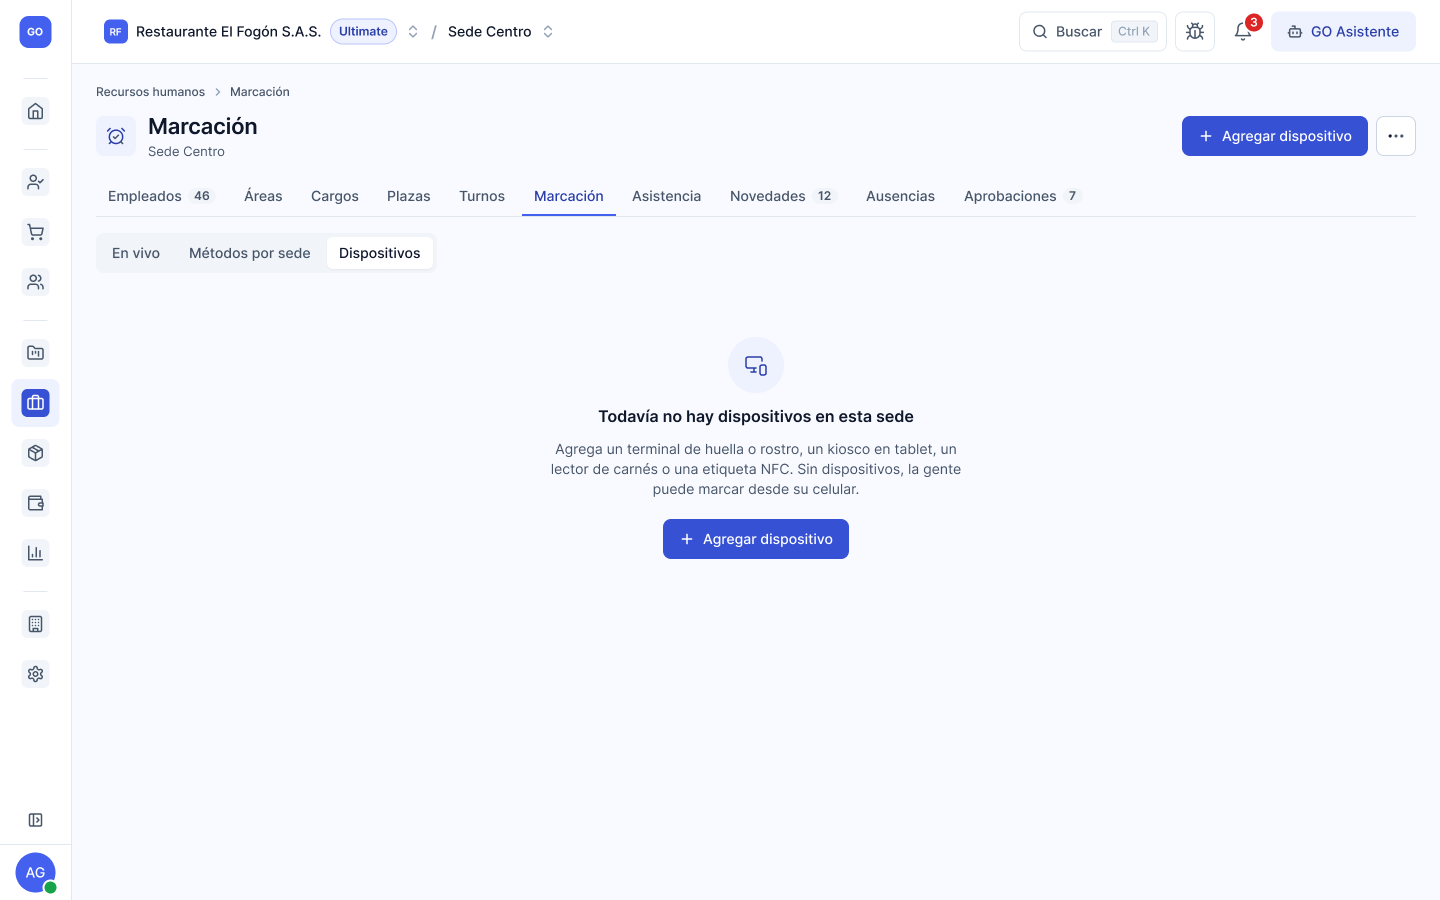 GO
RF Restaurante El Fogón S.A.S. Ultimate / Sede Centro
Buscar Ctrl K
3
GO Asistente
Recursos humanos > Marcación
Marcación
Sede Centro
+ Agregar dispositivo
Empleados 46 Áreas Cargos Plazas Turnos Marcación Asistencia Novedades 12 Ausencias Aprobaciones 7
En vivo Métodos por sede Dispositivos
Todavía no hay dispositivos en esta sede
Agrega un terminal de huella o rostro, un kiosco en tablet, un
lector de carnés o una etiqueta NFC. Sin dispositivos, la gente
puede marcar desde su celular.
+ Agregar dispositivo
AG